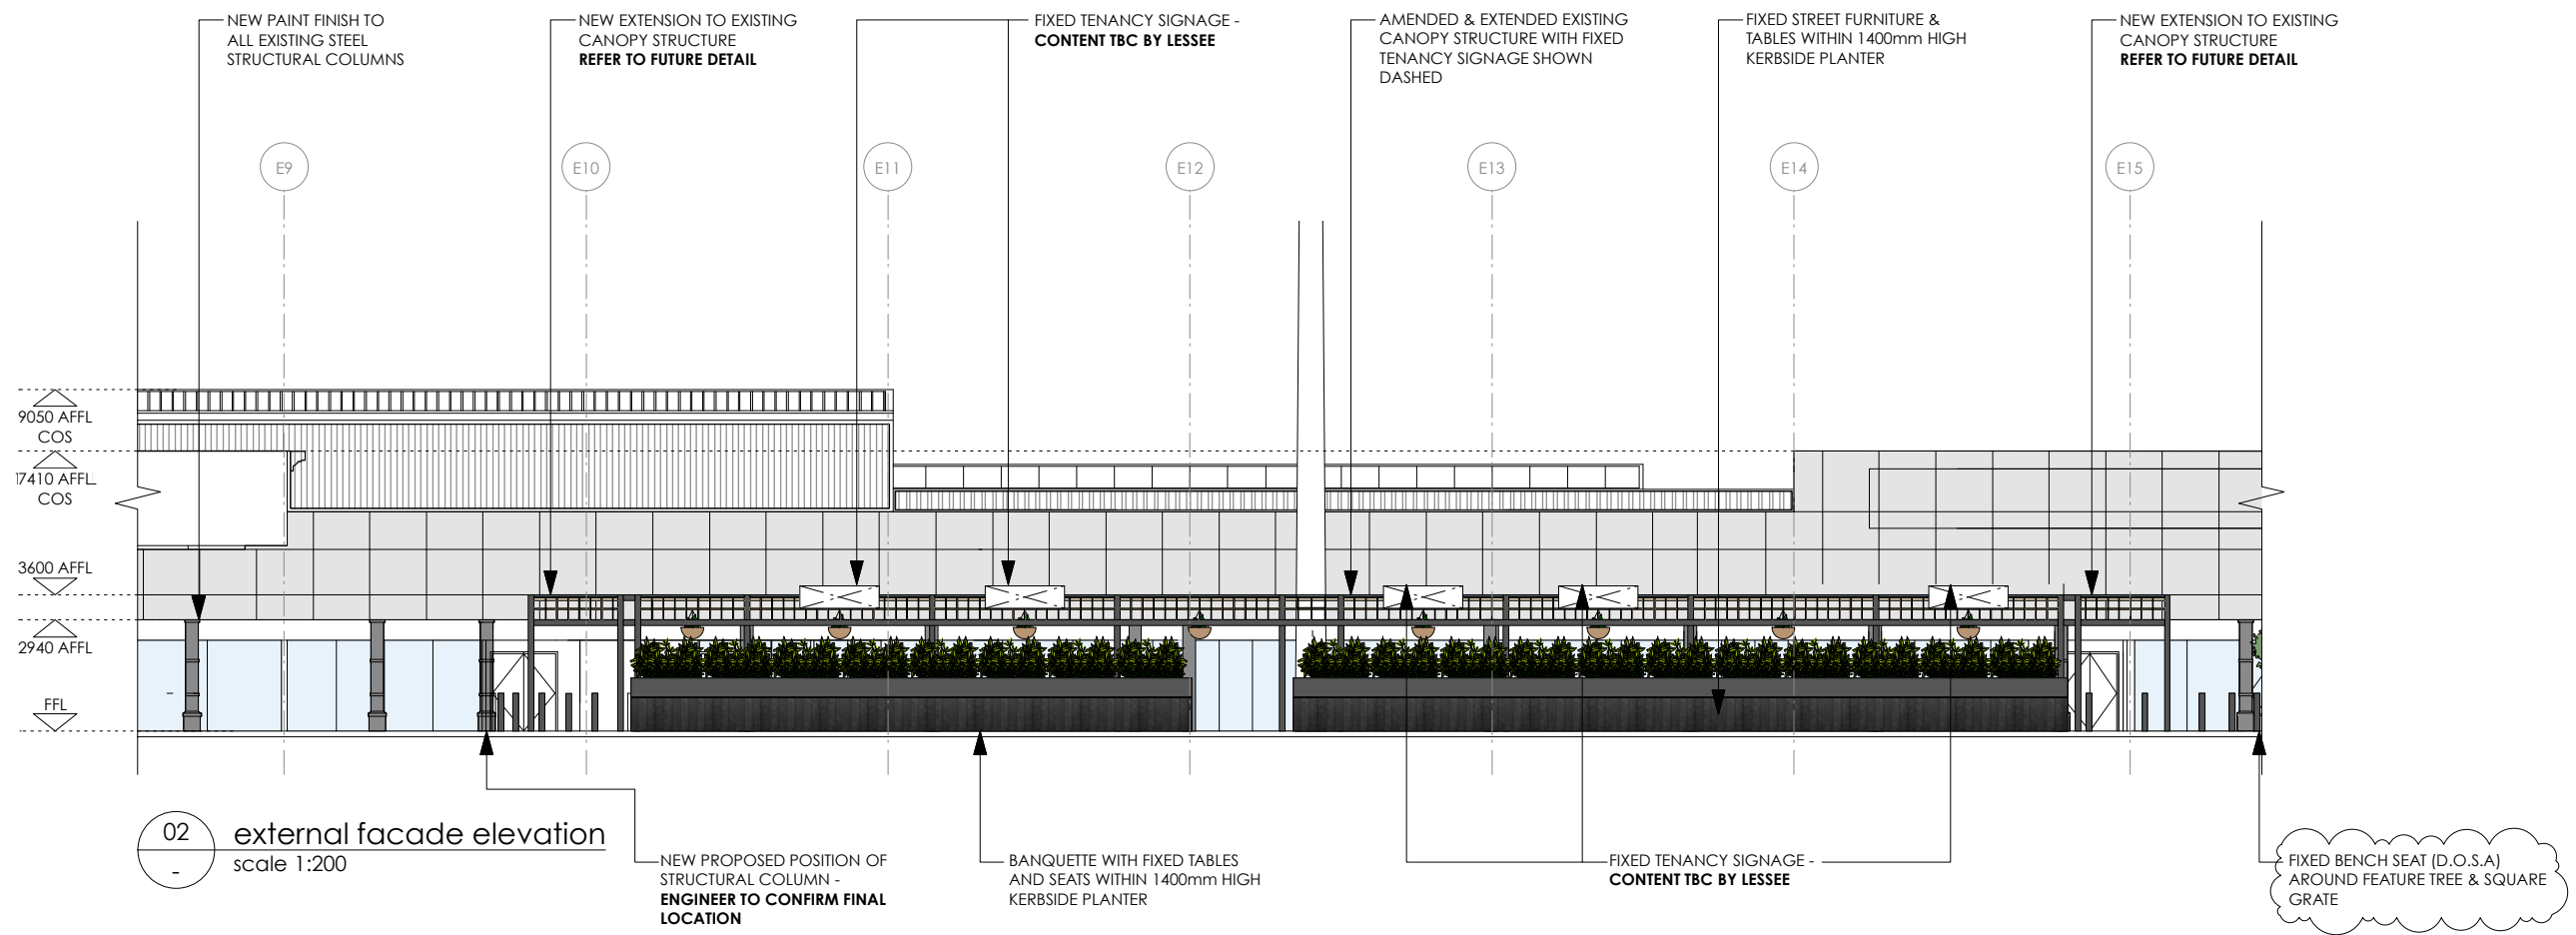 NEW PAINT FINISH TO
ALL EXISTING STEEL
STRUCTURAL COLUMNS
NEW EXTENSION TO EXISTING
CANOPY STRUCTURE
REFER TO FUTURE DETAIL
FIXED TENANCY SIGNAGE -
CONTENT TBC BY LESSEE
AMENDED & EXTENDED EXISTING
CANOPY STRUCTURE WITH FIXED
TENANCY SIGNAGE SHOWN
DASHED
FIXED STREET FURNITURE &
TABLES WITHIN 1400mm HIGH
KERBSIDE PLANTER
NEW EXTENSION TO EXISTING
CANOPY STRUCTURE
REFER TO FUTURE DETAIL
E9
E10
E11
E12
E13
E14
E15
9050 AFFL
COS
17410 AFFL
COS
3600 AFFL
2940 AFFL
FFL
02
-
external facade elevation
scale 1:200
NEW PROPOSED POSITION OF
STRUCTURAL COLUMN -
ENGINEER TO CONFIRM FINAL
LOCATION
BANQUETTE WITH FIXED TABLES
AND SEATS WITHIN 1400mm HIGH
KERBSIDE PLANTER
FIXED TENANCY SIGNAGE -
CONTENT TBC BY LESSEE
FIXED BENCH SEAT (D.O.S.A)
AROUND FEATURE TREE & SQUARE
GRATE